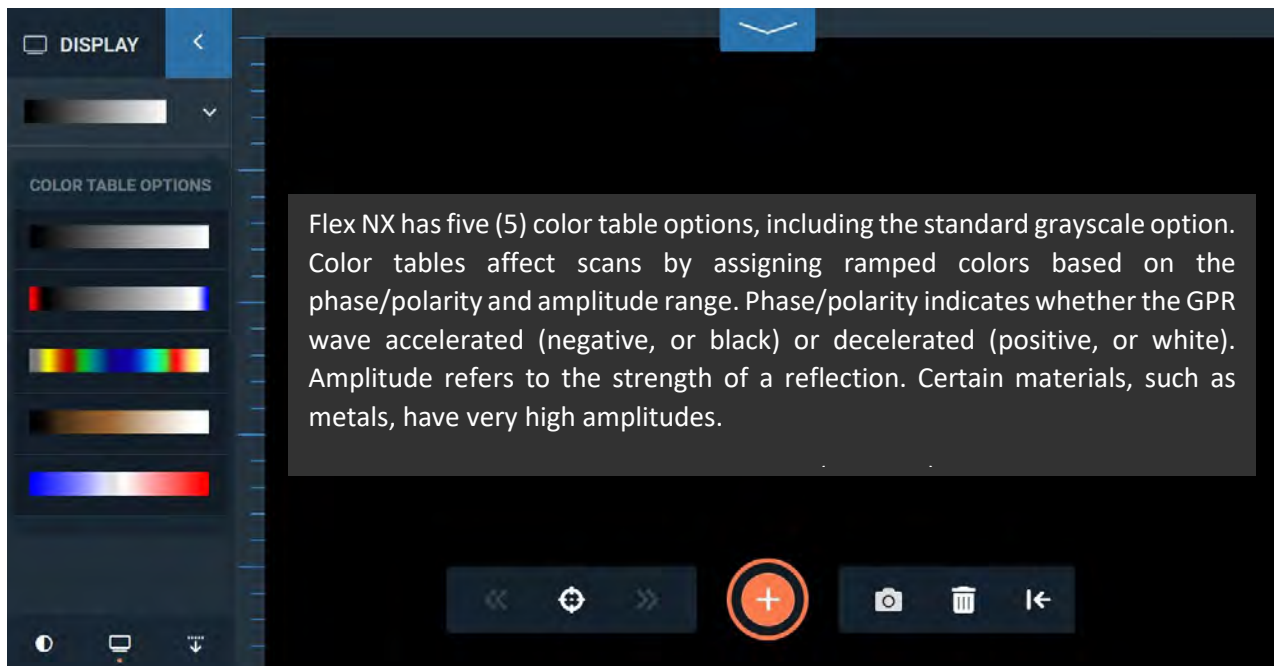 DISPLAY
COLOR TABLE OPTIONS
Flex NX has five (5) color table options, including the standard grayscale option.
Color tables affect scans by assigning ramped colors based on the
phase/polarity and amplitude range. Phase/polarity indicates whether the GPR
wave accelerated (negative, or black) or decelerated (positive, or white).
Amplitude refers to the strength of a reflection. Certain materials, such as
metals, have very high amplitudes.